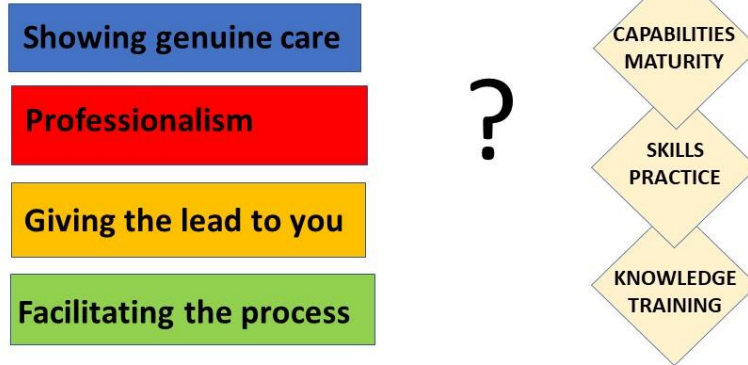 Showing genuine care
Professionalism
Giving the lead to you
Facilitating the process
?
CAPABILITIES
MATURITY
SKILLS
PRACTICE
KNOWLEDGE
TRAINING